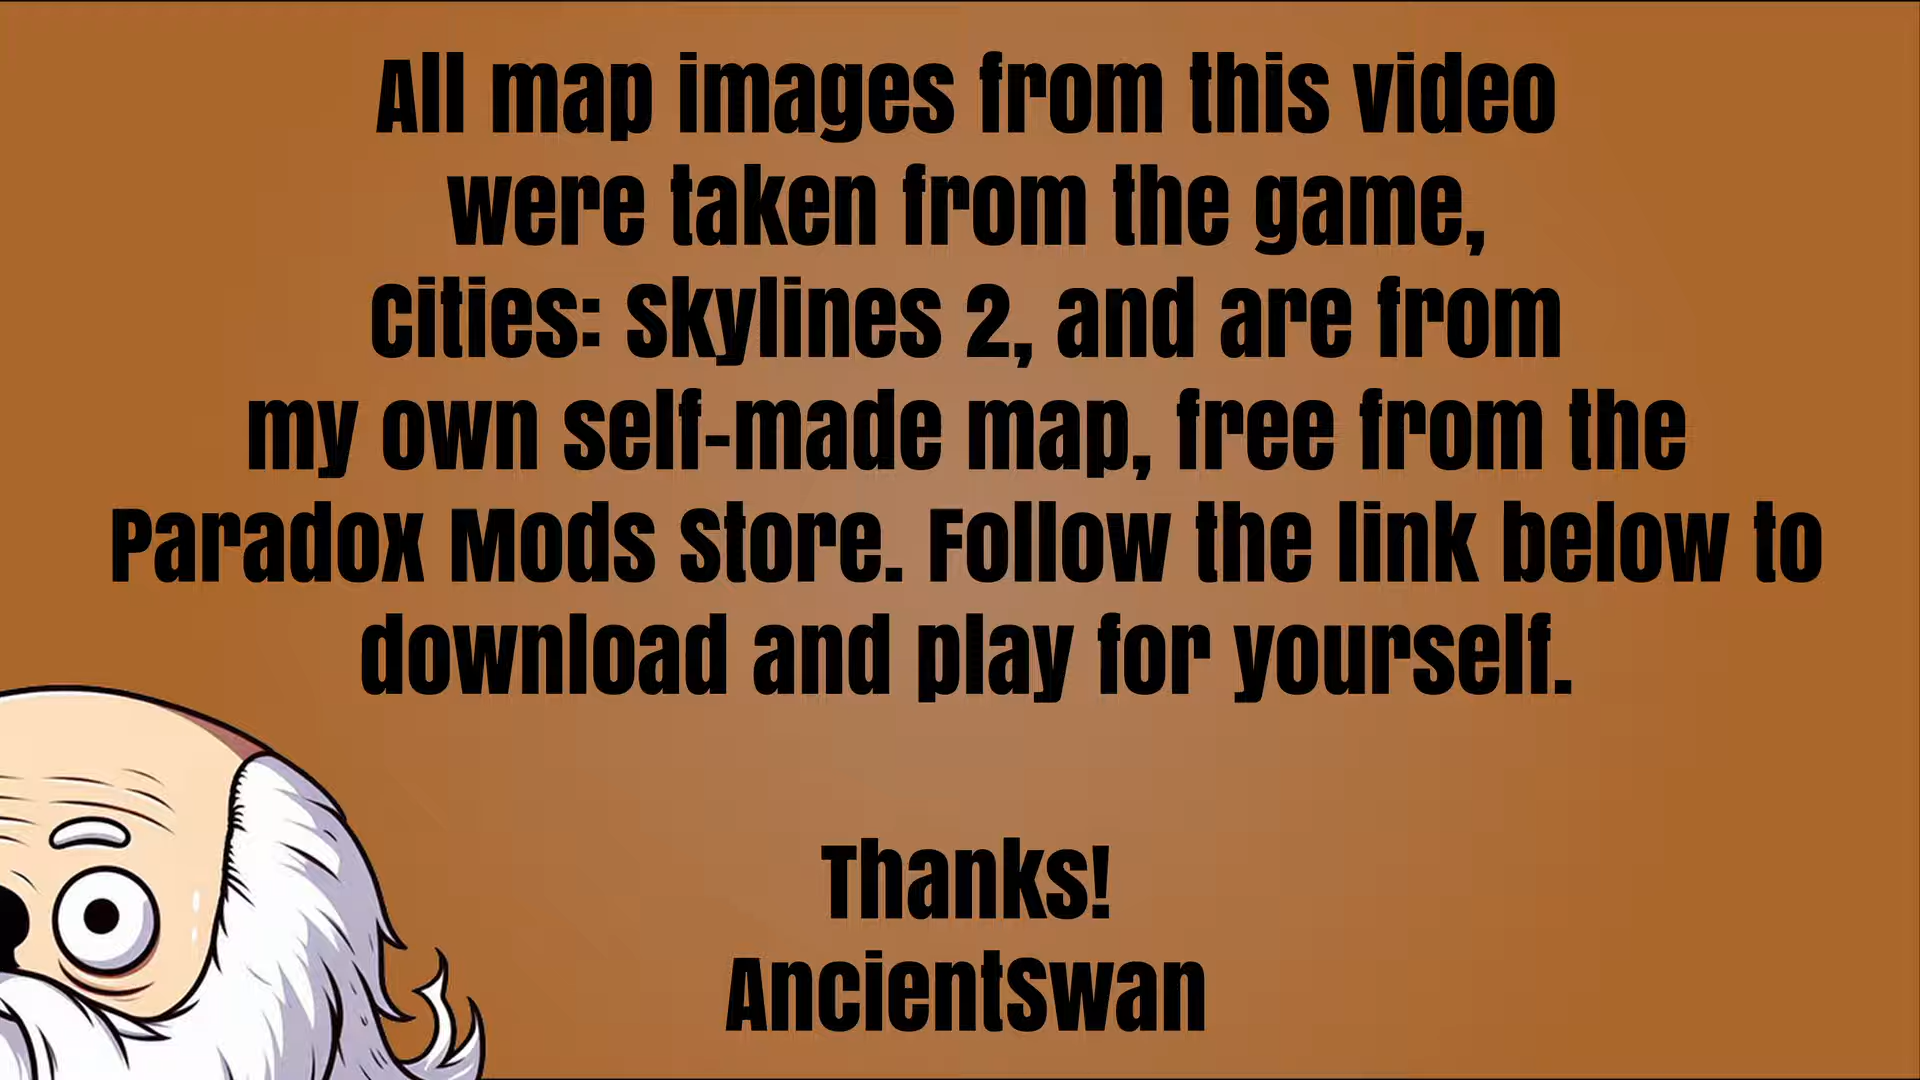 All map images from this video
were taken from the game,
Cities: Skylines 2, and are from
my own self-made map, free from the
Paradox Mods Store. Follow the link below to
download and play for yourself.
Thanks!
AncientSwan